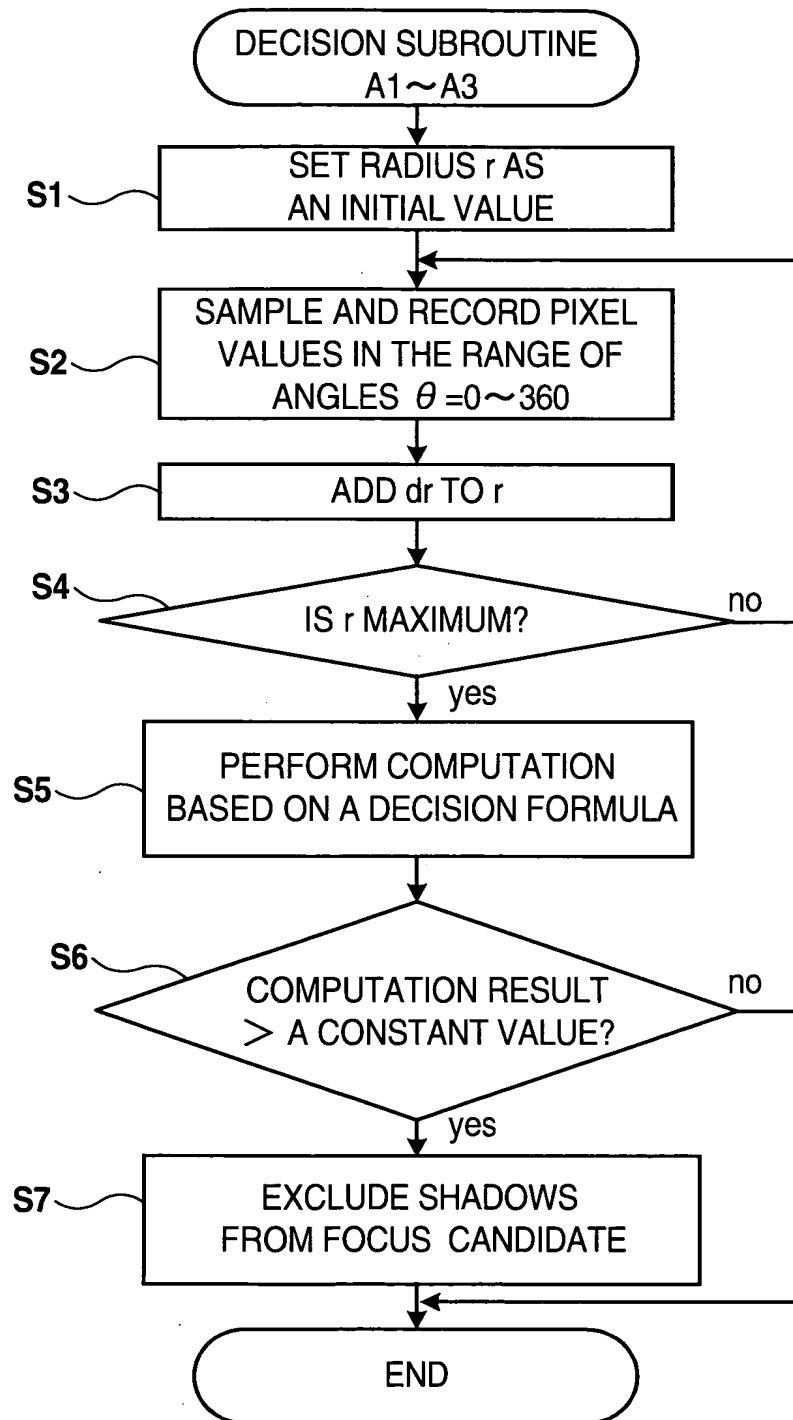 DECISION SUBROUTINE
A1~A3
S1
SET RADIUS r AS
AN INITIAL VALUE
S2
SAMPLE AND RECORD PIXEL
VALUES IN THE RANGE OF
ANGLES θ =0~360
S3
ADD dr TO r
S4
IS r MAXIMUM?
no
yes
S5
PERFORM COMPUTATION
BASED ON A DECISION FORMULA
S6
COMPUTATION RESULT
> A CONSTANT VALUE?
no
yes
S7
EXCLUDE SHADOWS
FROM FOCUS CANDIDATE
END